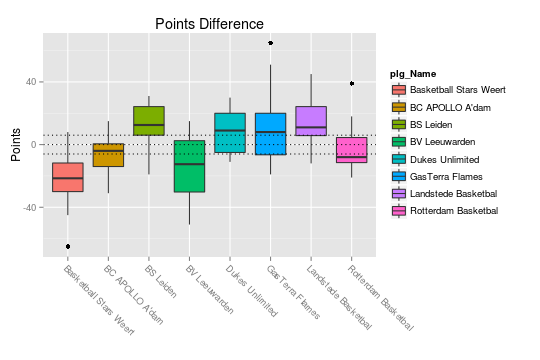 Points Difference
Points
40
0
-40
Basketball Stars Weert
BC APOLLO A'dam
BS Leiden
BV Leeuwarden
Dukes Unlimited
GasTerra Flames
Landstede Basketbal
Rotterdam Basketbal
plg_Name
Basketball Stars Weert
BC APOLLO A'dam
BS Leiden
BV Leeuwarden
Dukes Unlimited
GasTerra Flames
Landstede Basketbal
Rotterdam Basketbal